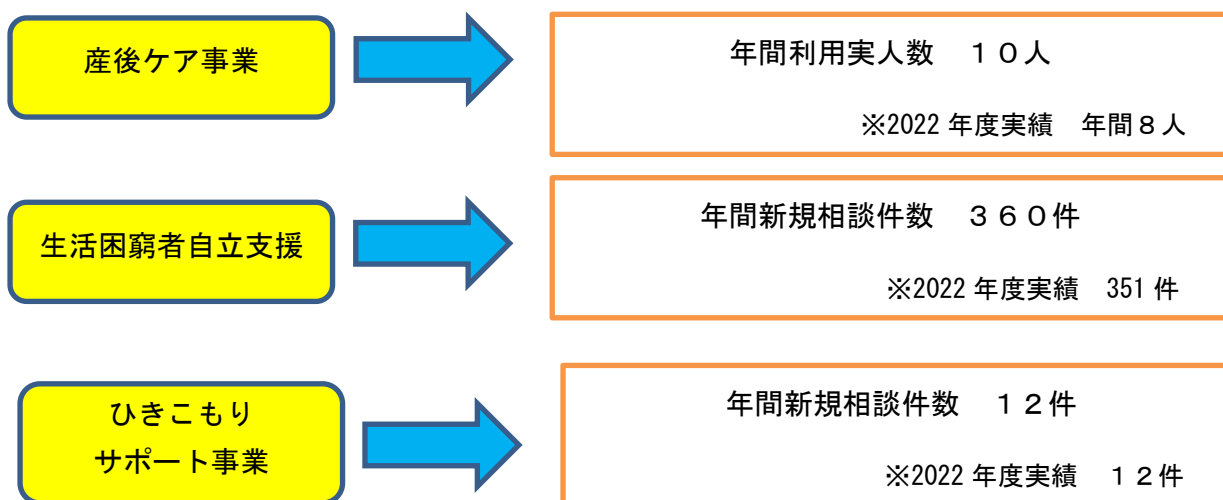 産後ケア事業
年間利用実人数　１０人
※2022 年度実績　年間８人
生活困窮者自立支援
年間新規相談件数　３６０件
※2022 年度実績　351 件
ひきこもり
サポート事業
年間新規相談件数　１２件
※2022 年度実績　１２件